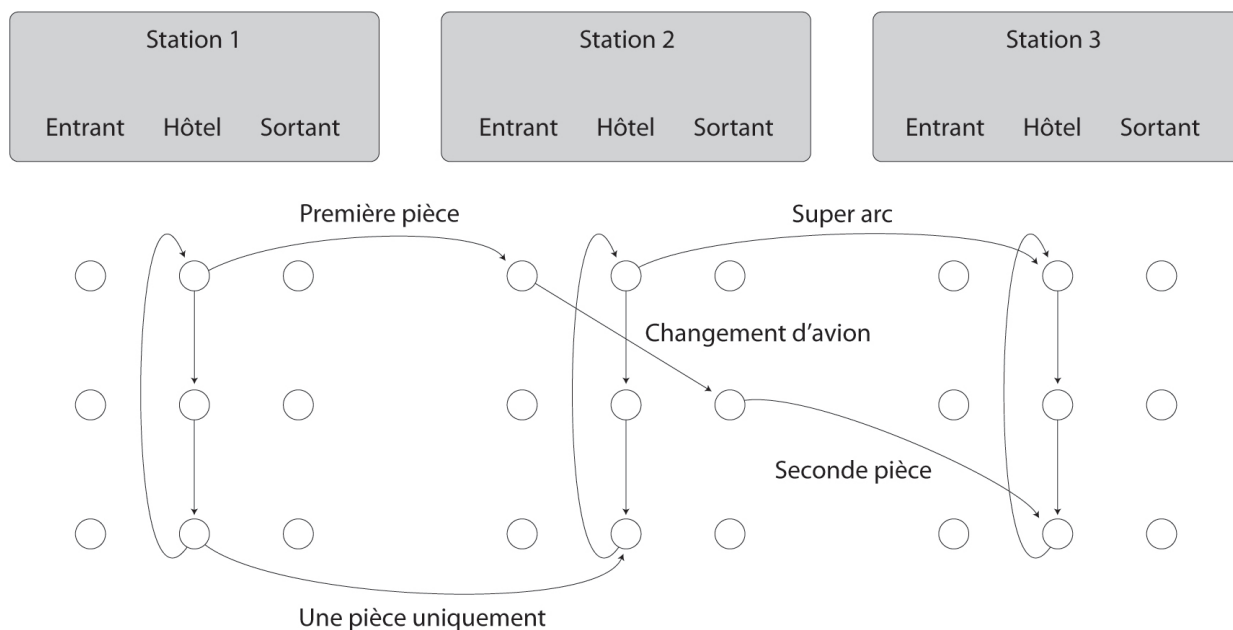 Station 1
Entrant Hôtel Sortant
Station 2
Entrant Hôtel Sortant
Station 3
Entrant Hôtel Sortant
Première pièce
Super arc
Changement d’avion
Seconde pièce
Une pièce uniquement